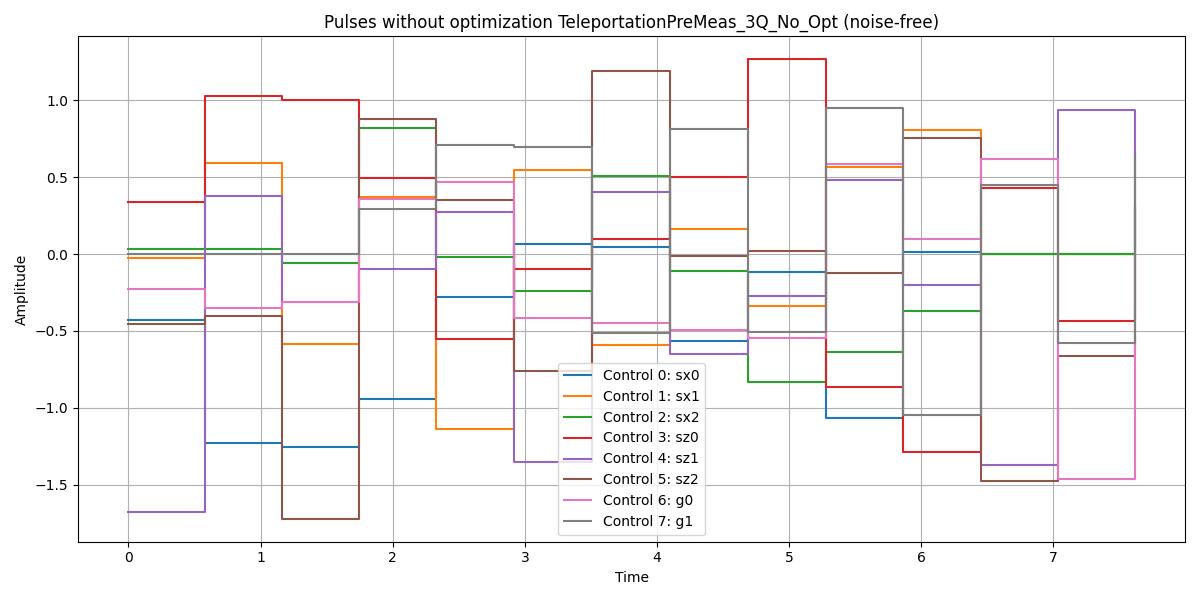 Pulses without optimization TeleportationPreMeas_3Q_No_Opt (noise-free)
Amplitude
1.0
0.5
0.0
−0.5
−1.0
−1.5
Control 0: sx0
Control 1: sx1
Control 2: sx2
Control 3: sz0
Control 4: sz1
Control 5: sz2
Control 6: g0
Control 7: g1
0 1 2 3 4 5 6 7
Time